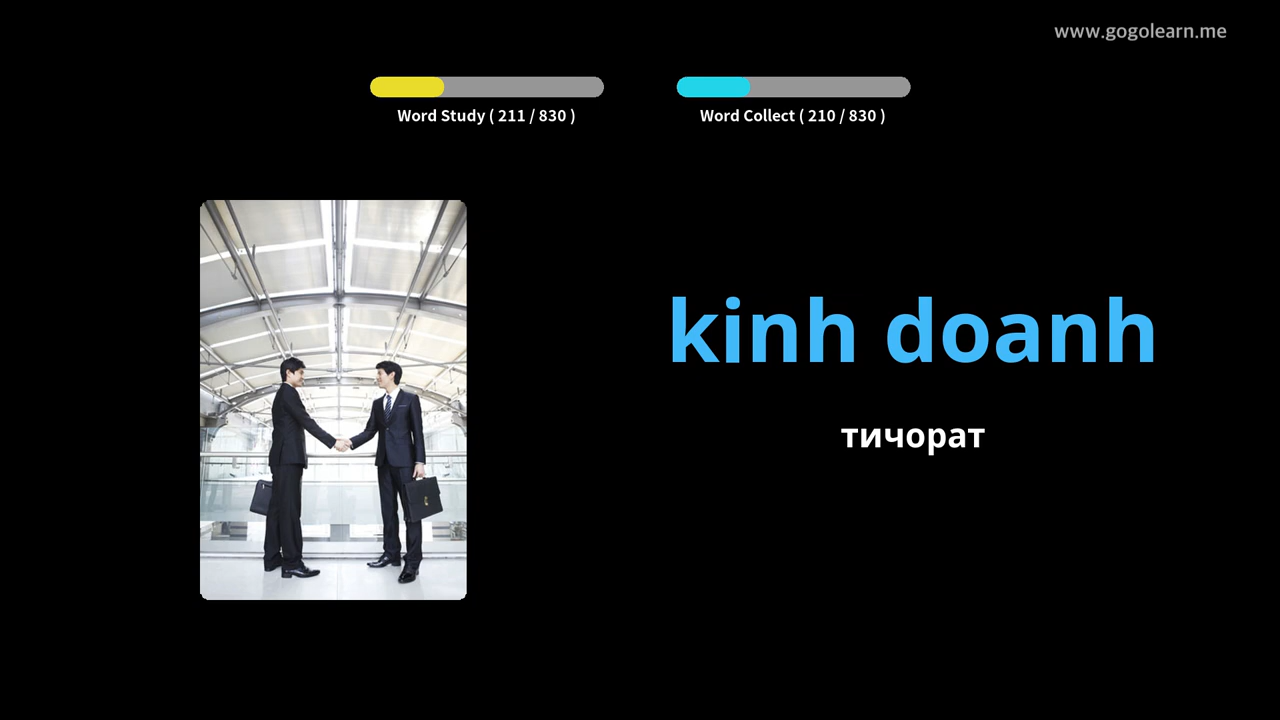 www.gogolearn.me
Word Study ( 211 / 830 )
Word Collect ( 210 / 830 )
kinh doanh
тичорат